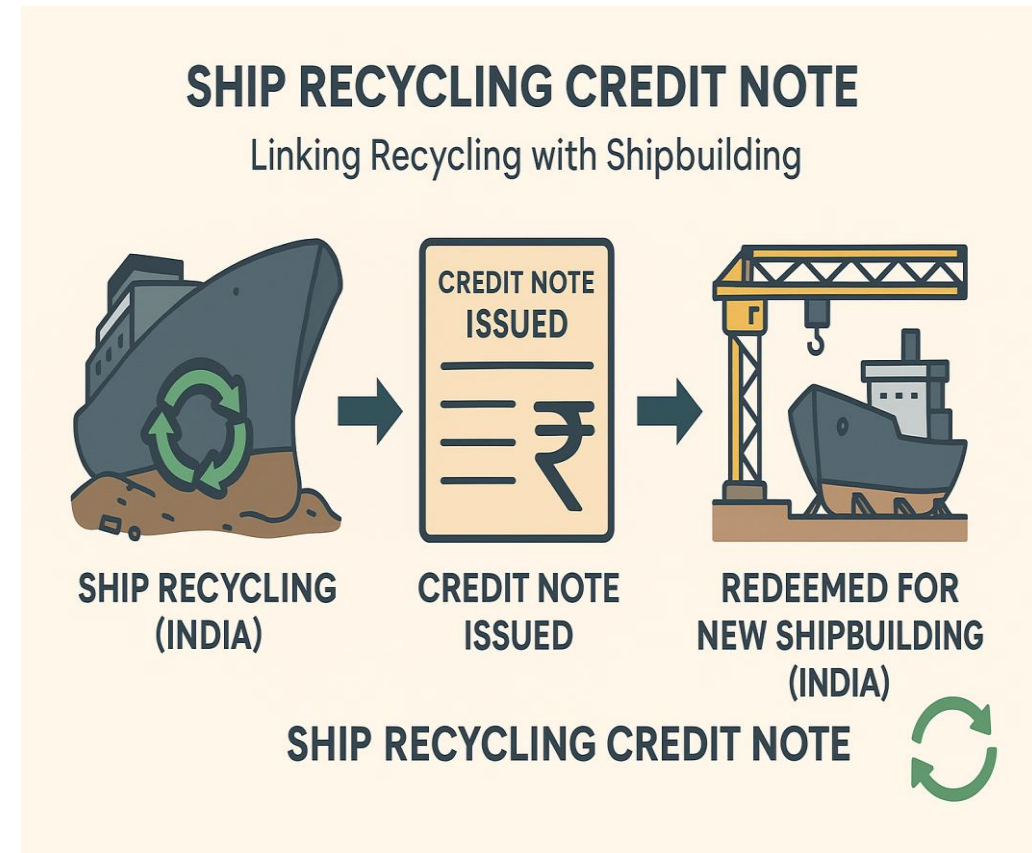 SHIP RECYCLING CREDIT NOTE
Linking Recycling with Shipbuilding
CREDIT NOTE
ISSUED
₹
SHIP RECYCLING
(INDIA)
CREDIT NOTE
ISSUED
REDEEMED FOR
NEW SHIPBUILDING
(INDIA)
SHIP RECYCLING CREDIT NOTE